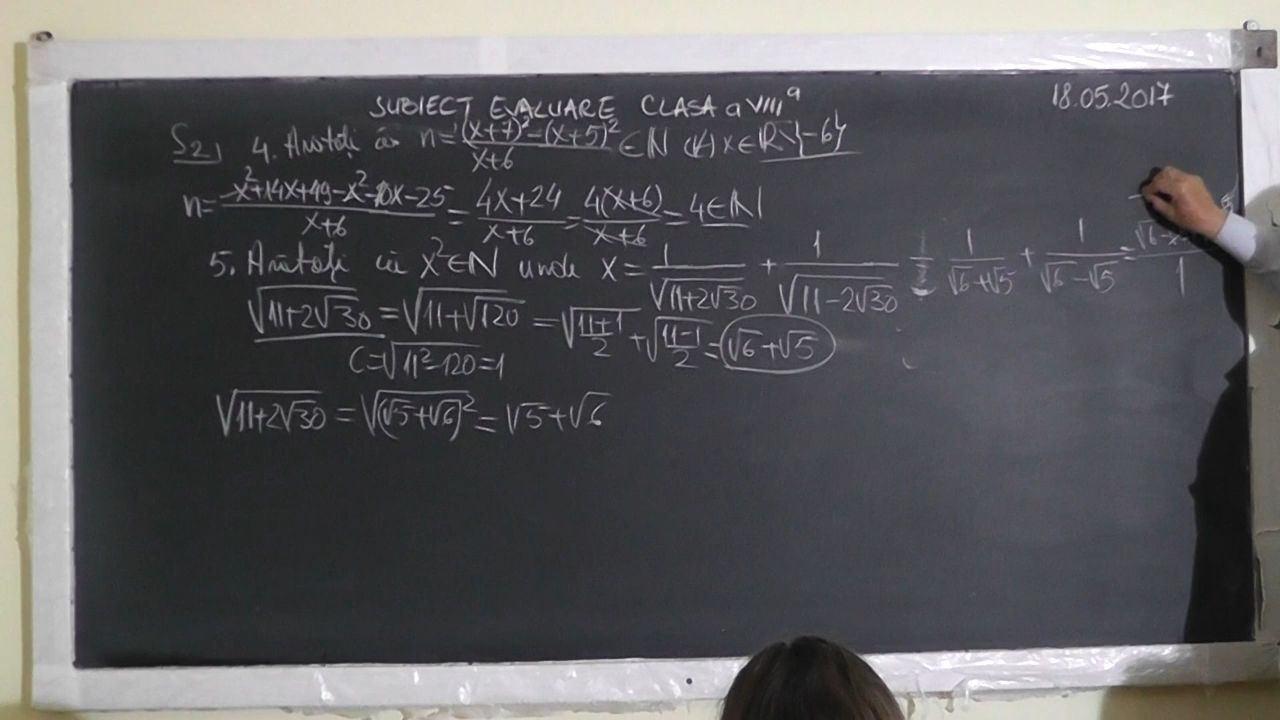 SUBIECT EVALUARE CLASA a VIIIª
18.05.2017
S2, 4. Arătați că n = ((x+7)²-(x+5)²)/(x+6) ∈ N (∀) x ∈ R\{-6}
n = (x²+14x+49-x²-10x-25)/(x+6) = (4x+24)/(x+6) = 4(x+6)/(x+6) = 4 ∈ N
5. Arătați că x² ∈ N unde x = 1/√(11+2√30) + 1/√(11-2√30) = 1/(√6+√5) + 1/(√6-√5) =
√(11+2√30) = √(11+√120) = √((11+1)/2) + √((11-1)/2) = √6+√5
C = √(11²-120) = 1
√(11+2√30) = √((√5+√6)²) = √5+√6